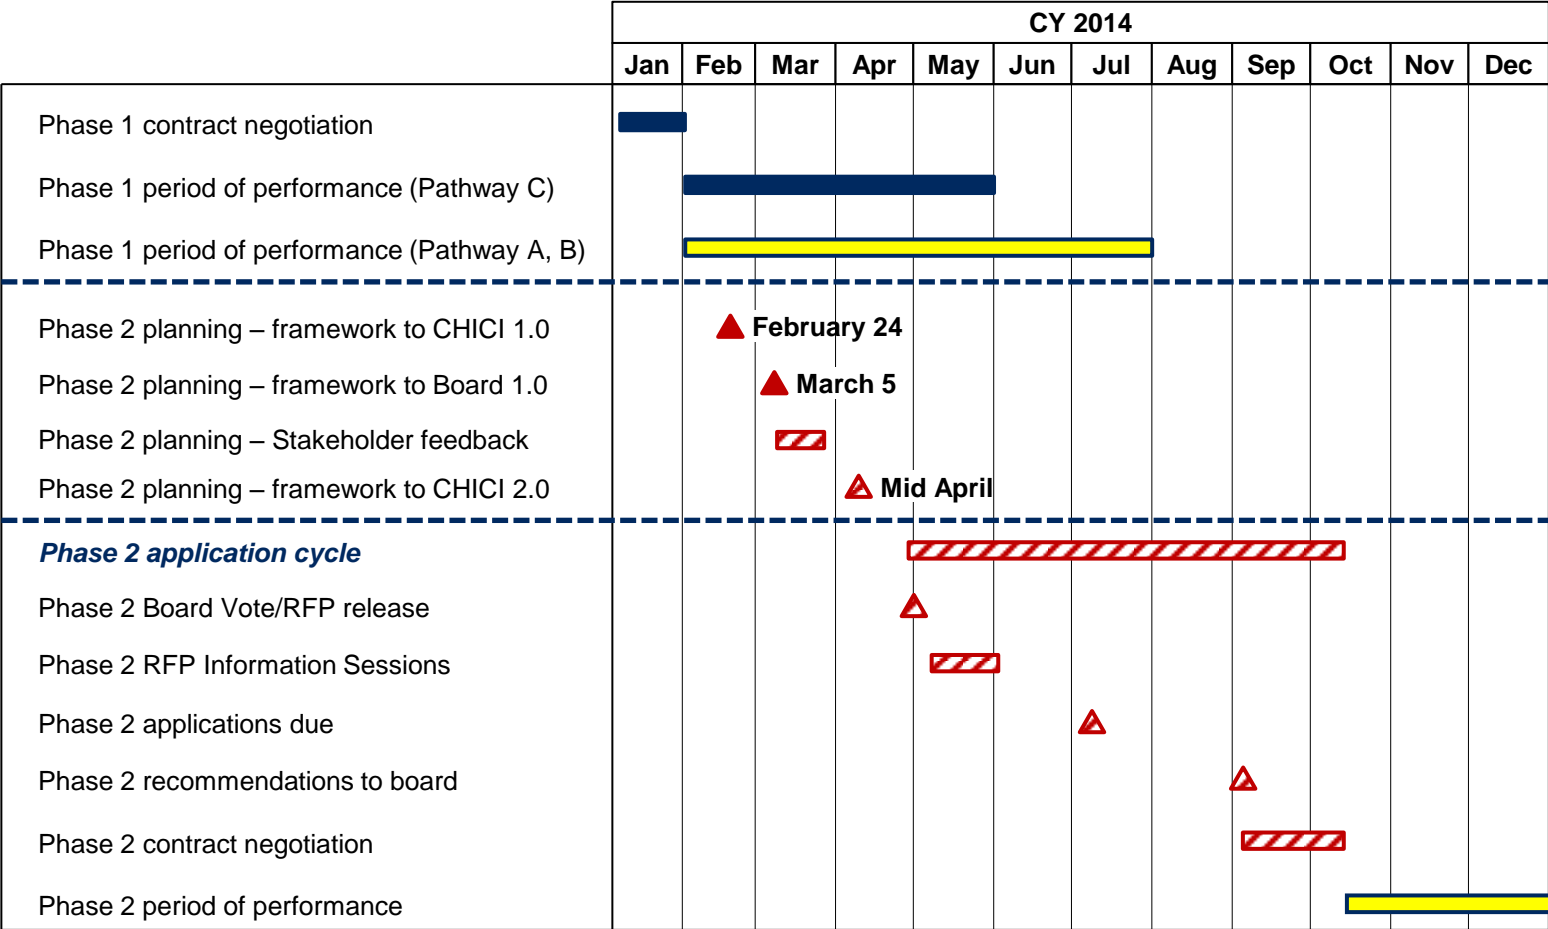 CY 2014
Jan Feb Mar Apr May Jun Jul Aug Sep Oct Nov Dec
Phase 1 contract negotiation
Phase 1 period of performance (Pathway C)
Phase 1 period of performance (Pathway A, B)
Phase 2 planning – framework to CHICI 1.0 February 24
Phase 2 planning – framework to Board 1.0 March 5
Phase 2 planning – Stakeholder feedback
Phase 2 planning – framework to CHICI 2.0 Mid April
Phase 2 application cycle
Phase 2 Board Vote/RFP release
Phase 2 RFP Information Sessions
Phase 2 applications due
Phase 2 recommendations to board
Phase 2 contract negotiation
Phase 2 period of performance